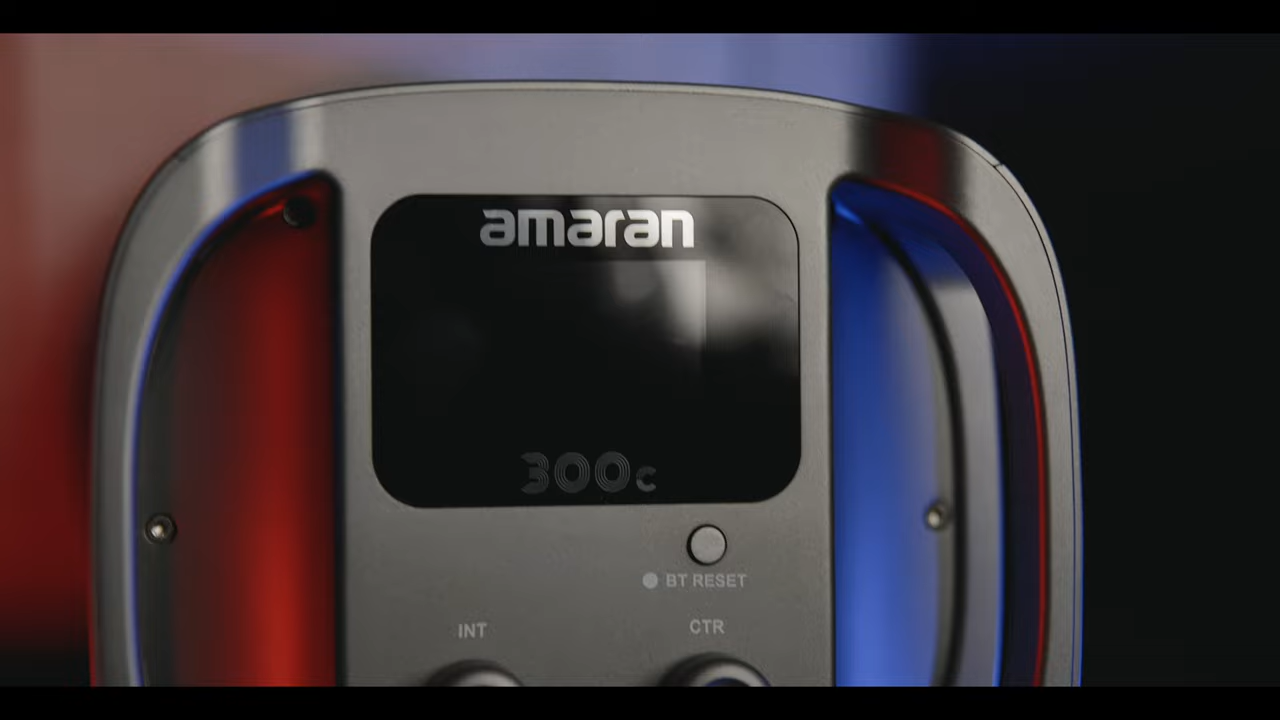 amaran
300c
BT RESET
INT
CTR